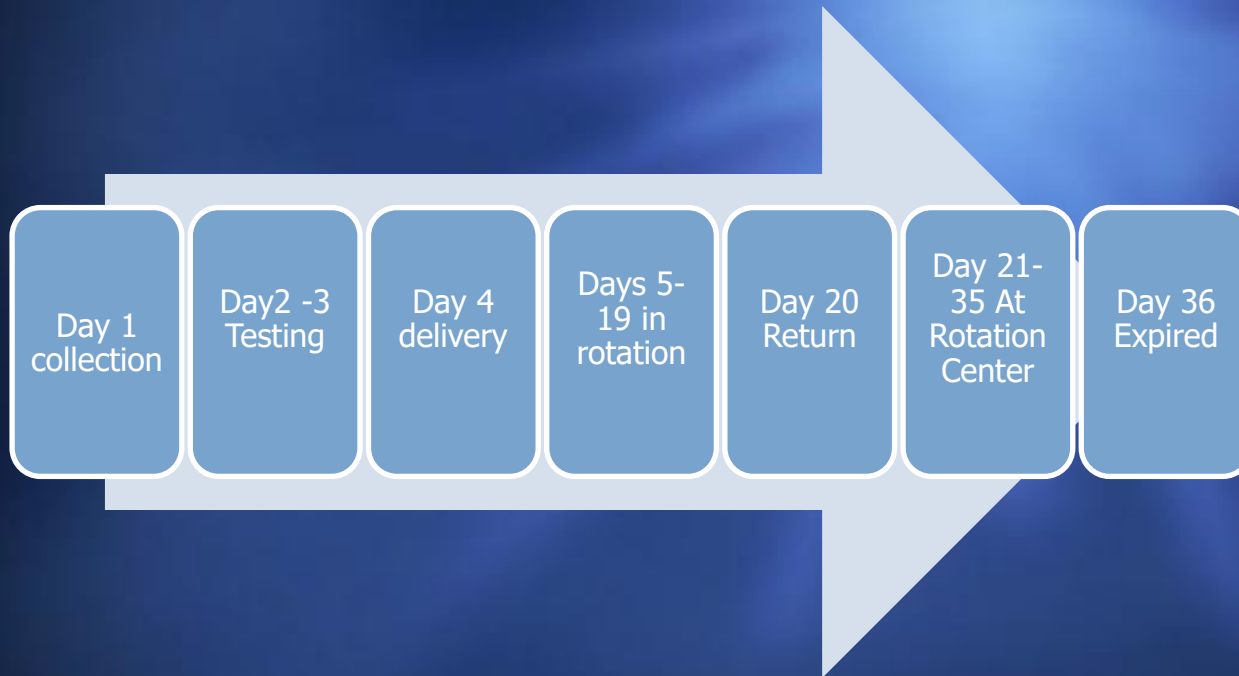 Day 1
collection
Day2 -3
Testing
Day 4
delivery
Days 5-
19 in
rotation
Day 20
Return
Day 21-
35 At
Rotation
Center
Day 36
Expired